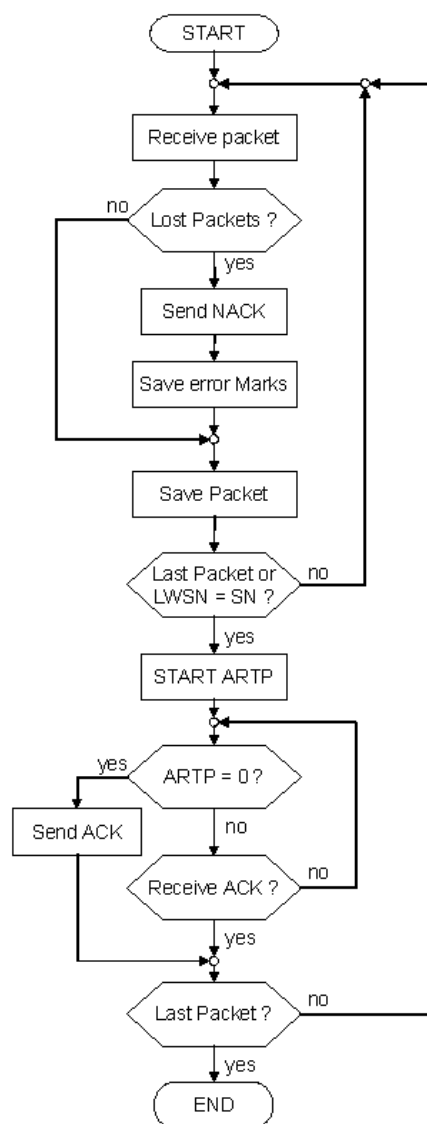 START
Receive packet
no
Lost Packets ?
yes
Send NACK
Save error Marks
Save Packet
Last Packet or
LWSN = SN ?
no
yes
START ARTP
yes
ARTP = 0 ?
Send ACK
no
Receive ACK ?
no
yes
Last Packet ?
no
yes
END